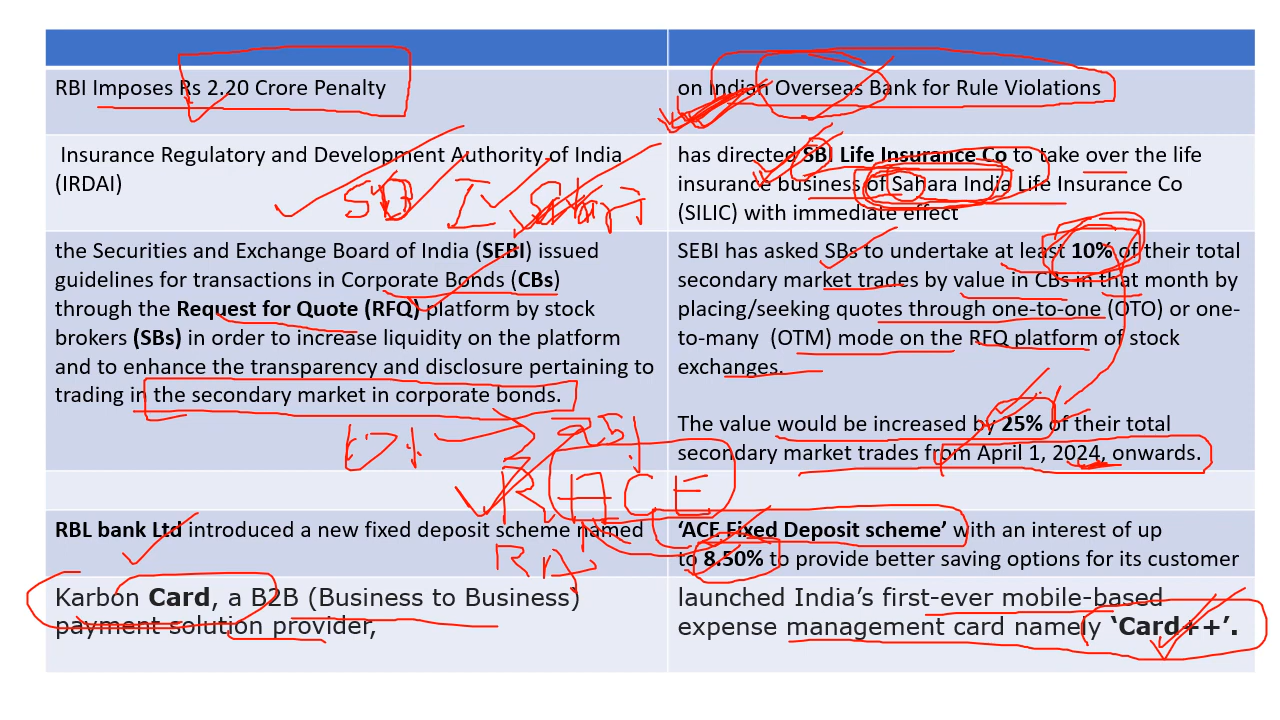 RBI Imposes Rs 2.20 Crore Penalty
on Indian Overseas Bank for Rule Violations
Insurance Regulatory and Development Authority of India
(IRDAI)
has directed SBI Life Insurance Co to take over the life
insurance business of Sahara India Life Insurance Co
(SILIC) with immediate effect
SB I
the Securities and Exchange Board of India (SEBI) issued
guidelines for transactions in Corporate Bonds (CBs)
through the Request for Quote (RFQ) platform by stock
brokers (SBs) in order to increase liquidity on the platform
and to enhance the transparency and disclosure pertaining to
trading in the secondary market in corporate bonds.
SEBI has asked SBs to undertake at least 10% of their total
secondary market trades by value in CBs in that month by
placing/seeking quotes through one-to-one (OTO) or one-
to-many (OTM) mode on the RFQ platform of stock
exchanges.
The value would be increased by 25% of their total
secondary market trades from April 1, 2024, onwards.
25
R ACE
RBL bank Ltd introduced a new fixed deposit scheme named
‘ACE Fixed Deposit scheme’ with an interest of up
to 8.50% to provide better saving options for its customer
Karbon Card, a B2B (Business to Business)
payment solution provider,
launched India’s first-ever mobile-based
expense management card namely ‘Card++’.